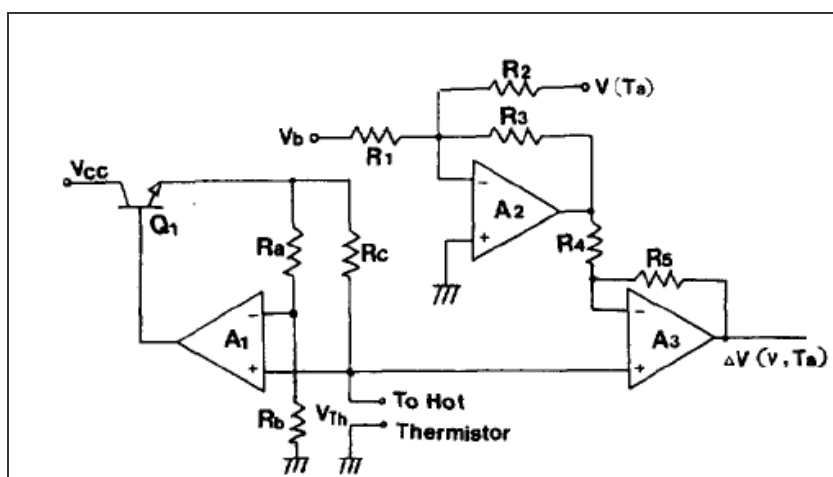 R2
V(Ta)
R3
Vb
R1
Vcc
Q1
A2
Ra
Rc
R4
R5
A1
A3
ΔV(v,Ta)
Rb
VTh
To Hot
Thermistor
-
+
-
+
-
+